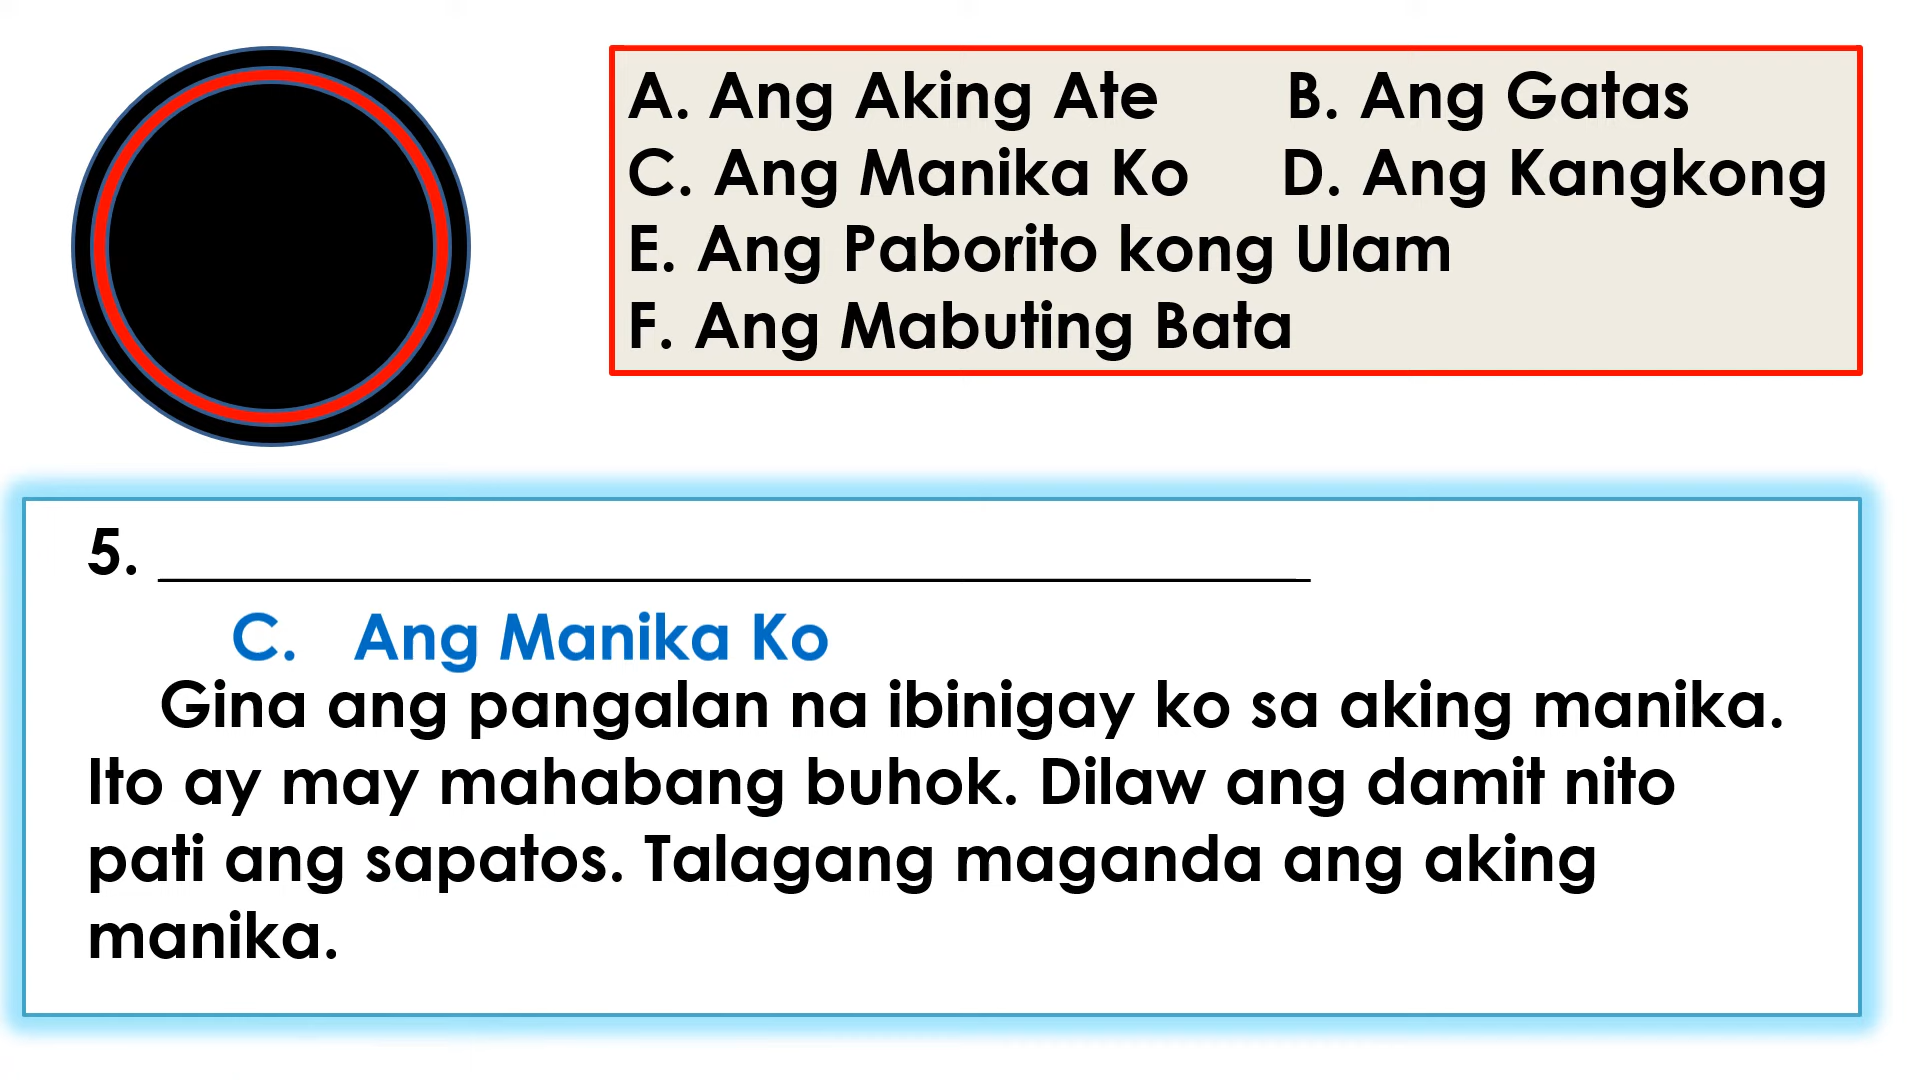 A. Ang Aking Ate B. Ang Gatas
C. Ang Manika Ko D. Ang Kangkong
E. Ang Paborito kong Ulam
F. Ang Mabuting Bata
5. ___________________________________
C. Ang Manika Ko
Gina ang pangalan na ibinigay ko sa aking manika.
Ito ay may mahabang buhok. Dilaw ang damit nito
pati ang sapatos. Talagang maganda ang aking
manika.